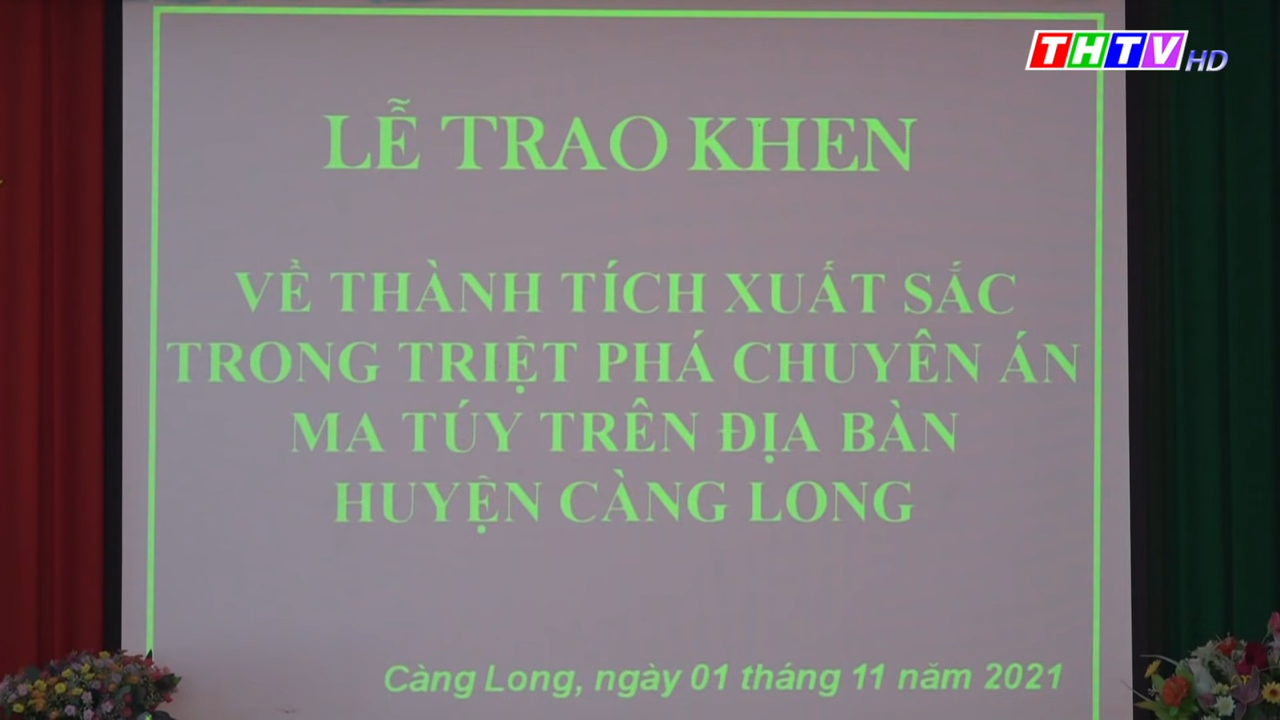 THTV HD
LỄ TRAO KHEN
VỀ THÀNH TÍCH XUẤT SẮC
TRONG TRIỆT PHÁ CHUYÊN ÁN
MA TÚY TRÊN ĐỊA BÀN
HUYỆN CÀNG LONG
Càng Long, ngày 01 tháng 11 năm 2021